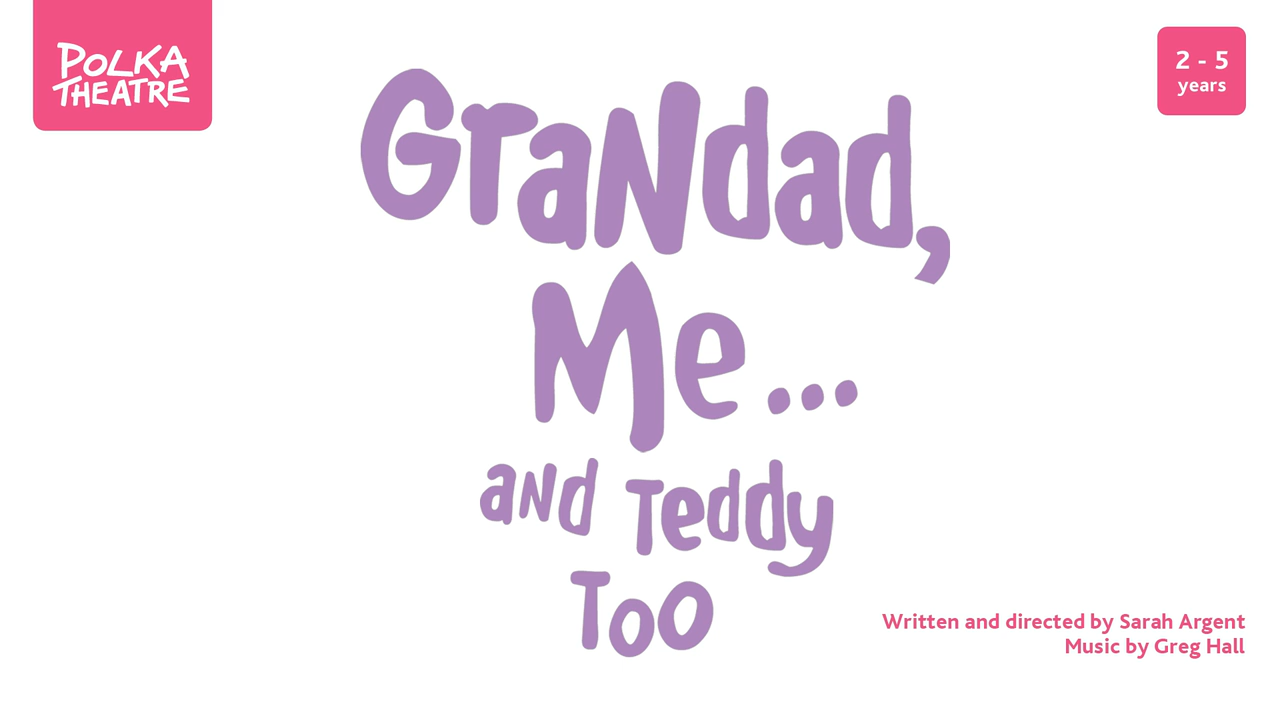 POLKA
THEATRE
2 - 5
years
Grandad,
Me...
and Teddy
Too
Written and directed by Sarah Argent
Music by Greg Hall